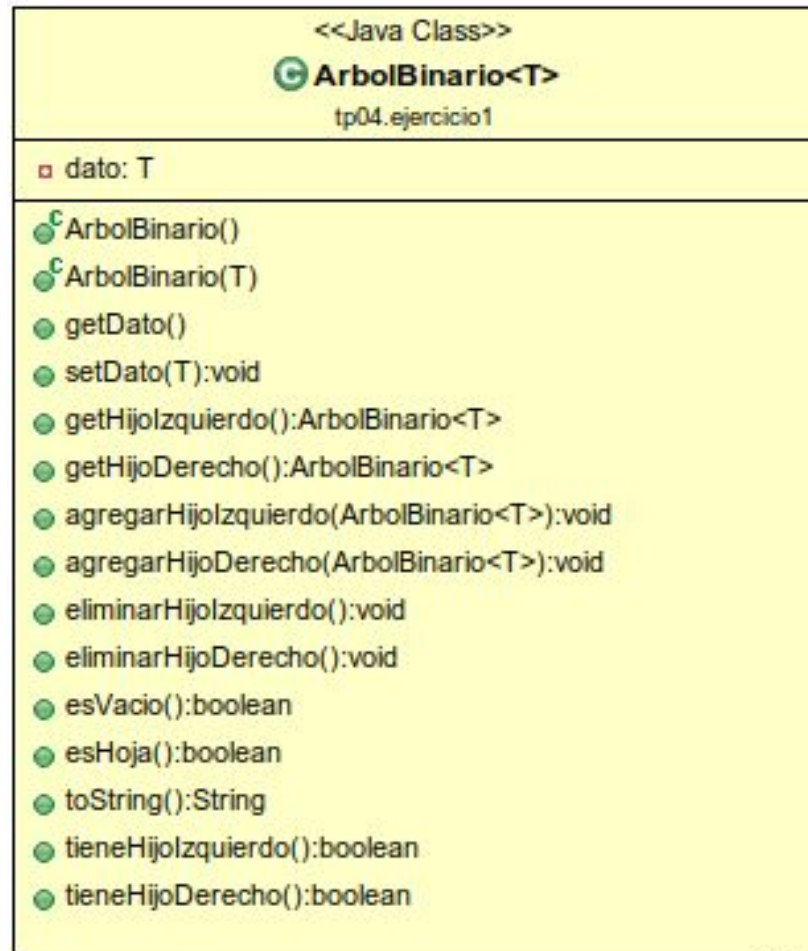 <<Java Class>>
C ArbolBinario<T>
tp04.ejercicio1
dato: T
C ArbolBinario()
C ArbolBinario(T)
getDato()
setDato(T):void
getHijoIzquierdo():ArbolBinario<T>
getHijoDerecho():ArbolBinario<T>
agregarHijoIzquierdo(ArbolBinario<T>):void
agregarHijoDerecho(ArbolBinario<T>):void
eliminarHijoIzquierdo():void
eliminarHijoDerecho():void
esVacio():boolean
esHoja():boolean
toString():String
tieneHijoIzquierdo():boolean
tieneHijoDerecho():boolean